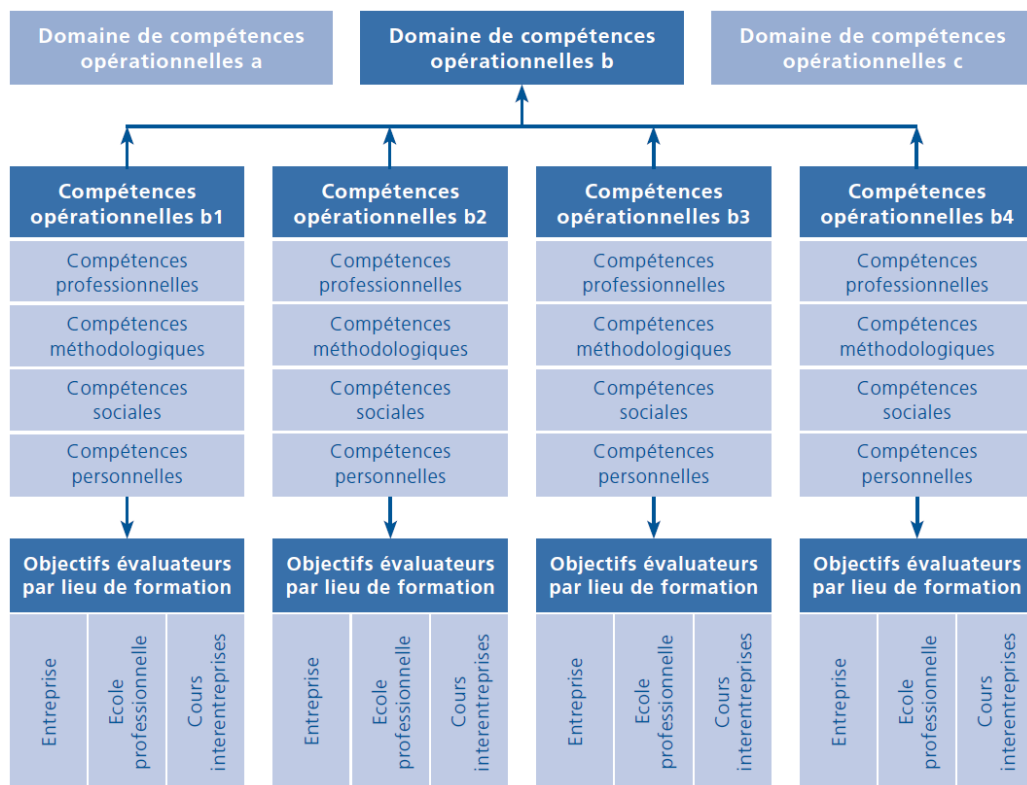 Domaine de compétences
opérationnelles a
Domaine de compétences
opérationnelles b
Domaine de compétences
opérationnelles c
Compétences
opérationnelles b1
Compétences
professionnelles
Compétences
méthodologiques
Compétences
sociales
Compétences
personnelles
Objectifs évaluateurs
par lieu de formation
Entreprise
Ecole
professionnelle
Cours
interentreprises
Compétences
opérationnelles b2
Compétences
professionnelles
Compétences
méthodologiques
Compétences
sociales
Compétences
personnelles
Objectifs évaluateurs
par lieu de formation
Entreprise
Ecole
professionnelle
Cours
interentreprises
Compétences
opérationnelles b3
Compétences
professionnelles
Compétences
méthodologiques
Compétences
sociales
Compétences
personnelles
Objectifs évaluateurs
par lieu de formation
Entreprise
Ecole
professionnelle
Cours
interentreprises
Compétences
opérationnelles b4
Compétences
professionnelles
Compétences
méthodologiques
Compétences
sociales
Compétences
personnelles
Objectifs évaluateurs
par lieu de formation
Entreprise
Ecole
professionnelle
Cours
interentreprises